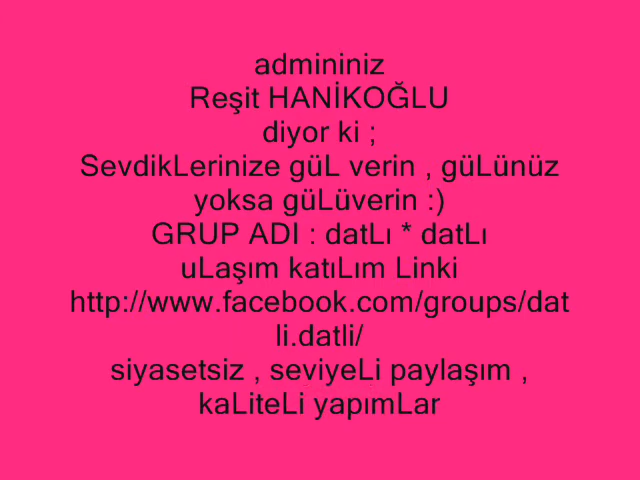 admininiz
Reşit HANİKOĞLU
diyor ki ;
SevdikLerinize güL verin , güLünüz
yoksa güLüverin :)
GRUP ADI : datLı * datLı
uLaşım katıLım Linki
http://www.facebook.com/groups/dat
li.datli/
siyasetsiz , seviyeLi paylaşım ,
kaLiteLi yapımLar